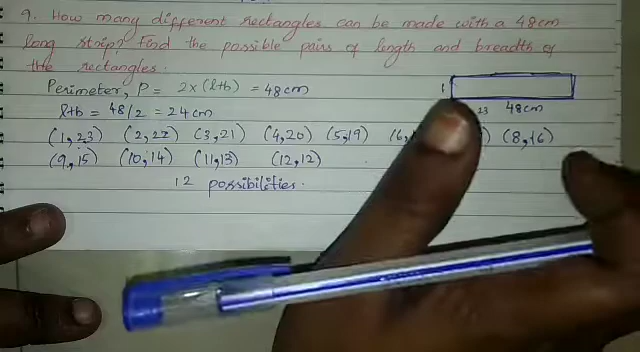 9. How many different rectangles can be made with a 48cm
long strip? Find the possible pairs of length and breadth of
the rectangles.
Perimeter, P = 2x(l+b) = 48cm
l+b = 48/2 = 24cm
1
23 48cm
(1,23) (2,22) (3,21) (4,20) (5,19) (6, ) (8,16)
(9,15) (10,14) (11,13) (12,12)
12 possibilities.